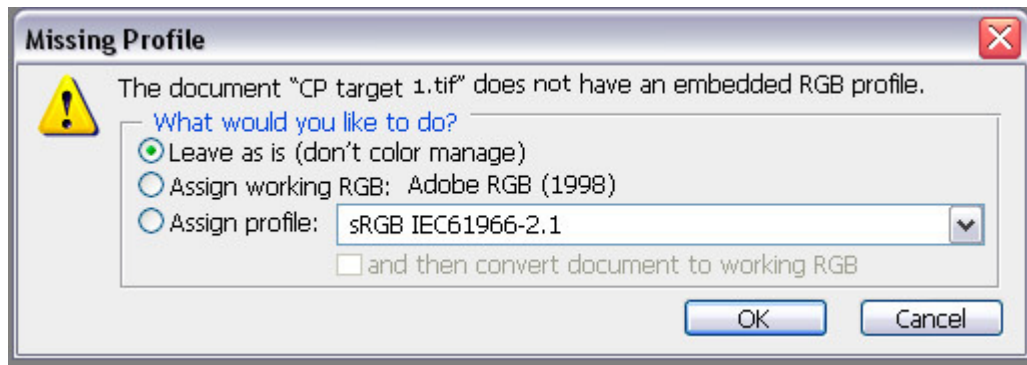 Missing Profile
The document “CP target 1.tif” does not have an embedded RGB profile.
What would you like to do?
Leave as is (don’t color manage)
Assign working RGB: Adobe RGB (1998)
Assign profile: sRGB IEC61966-2.1
and then convert document to working RGB
OK Cancel